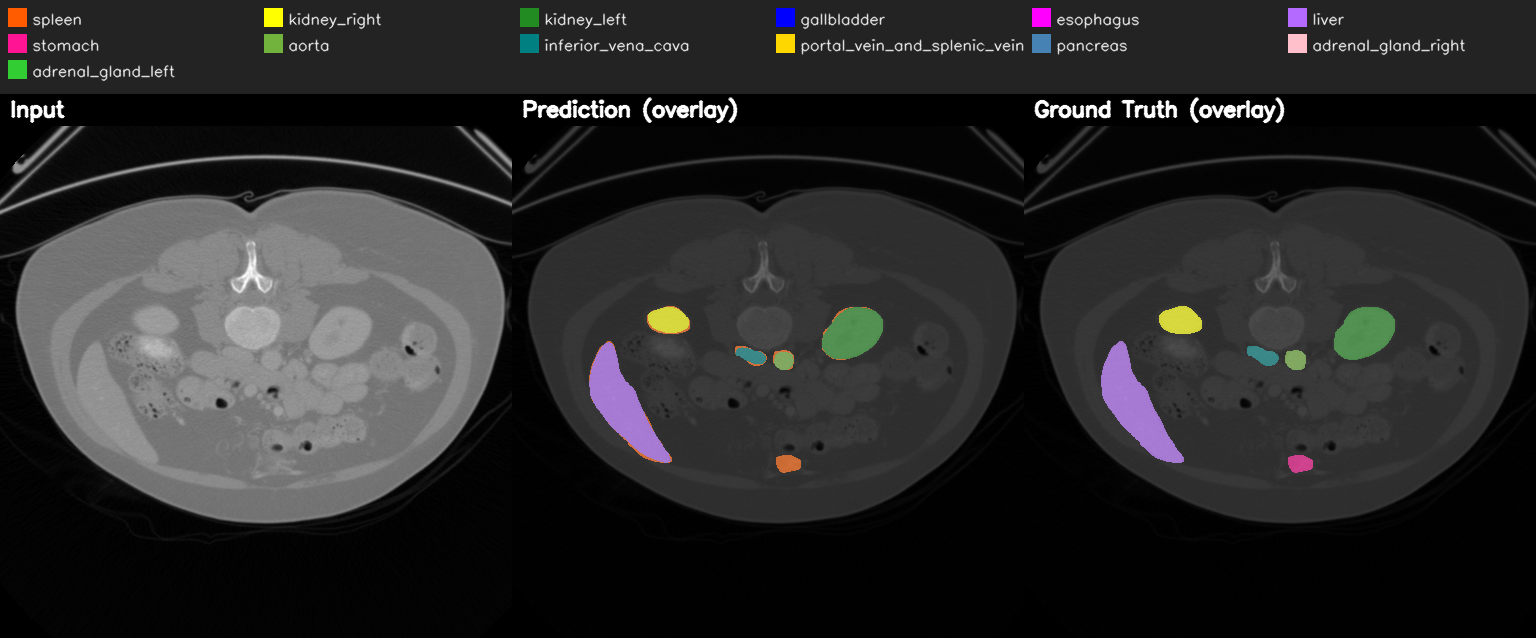 spleen kidney_right kidney_left gallbladder esophagus liver
stomach aorta inferior_vena_cava portal_vein_and_splenic_vein pancreas adrenal_gland_right
adrenal_gland_left
Input Prediction (overlay) Ground Truth (overlay)